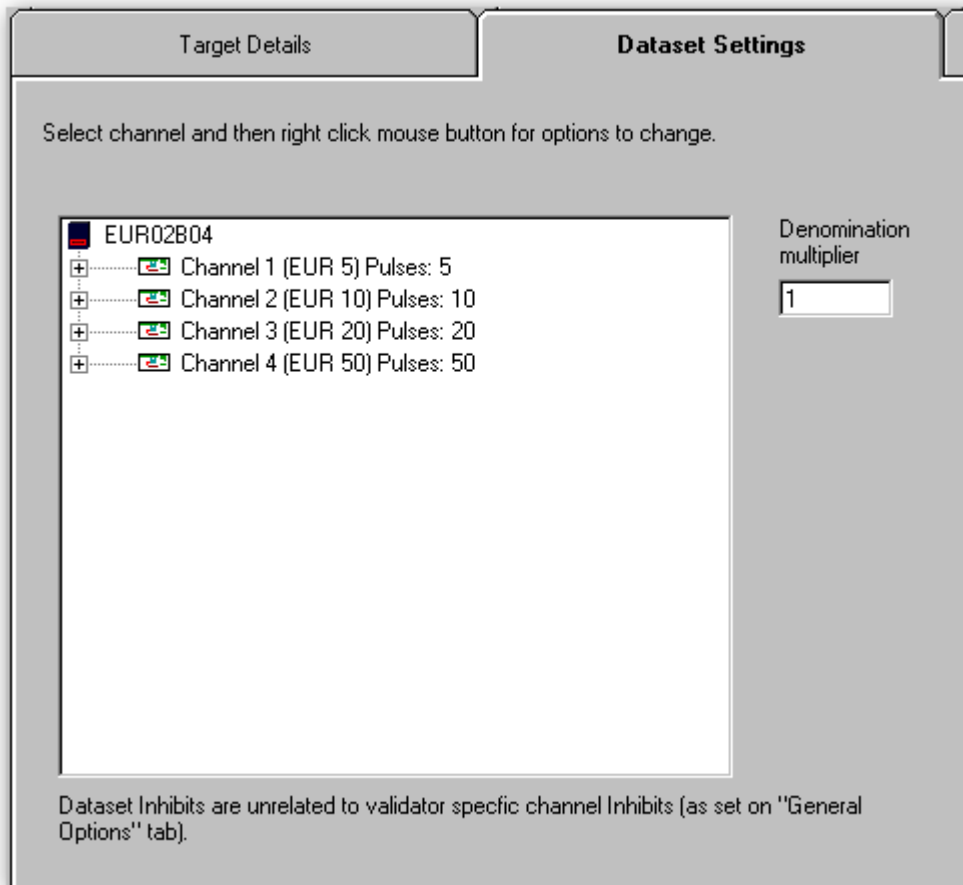 Target Details
Dataset Settings
Select channel and then right click mouse button for options to change.
EUR02B04
Channel 1 (EUR 5) Pulses: 5
Channel 2 (EUR 10) Pulses: 10
Channel 3 (EUR 20) Pulses: 20
Channel 4 (EUR 50) Pulses: 50
Denomination
multiplier
1
Dataset Inhibits are unrelated to validator specfic channel Inhibits (as set on "General
Options" tab).